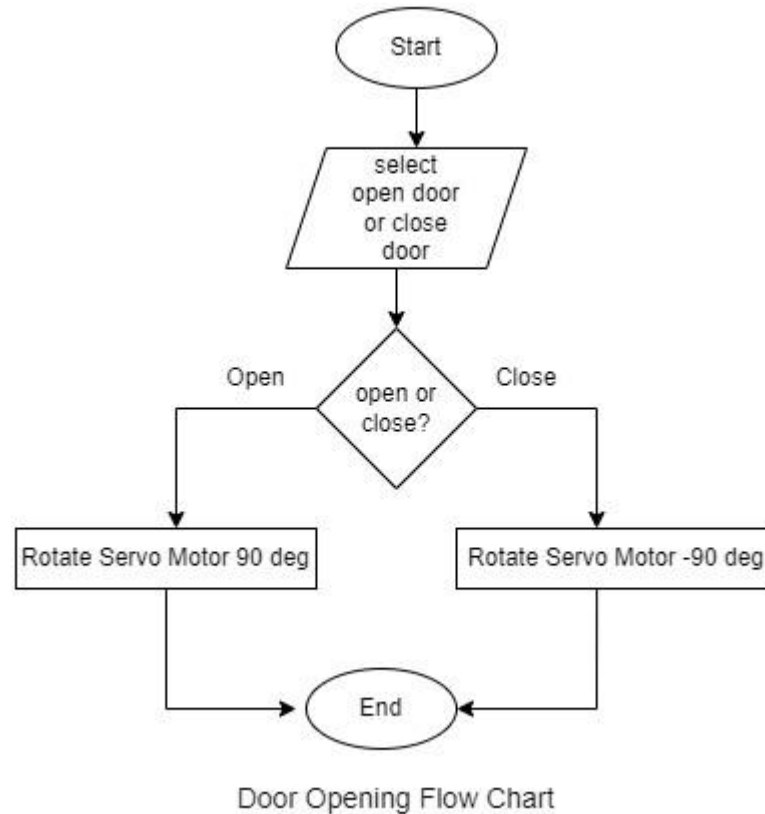 Start
select
open door
or close
door
Open
Close
open or
close?
Rotate Servo Motor 90 deg
Rotate Servo Motor -90 deg
End
Door Opening Flow Chart